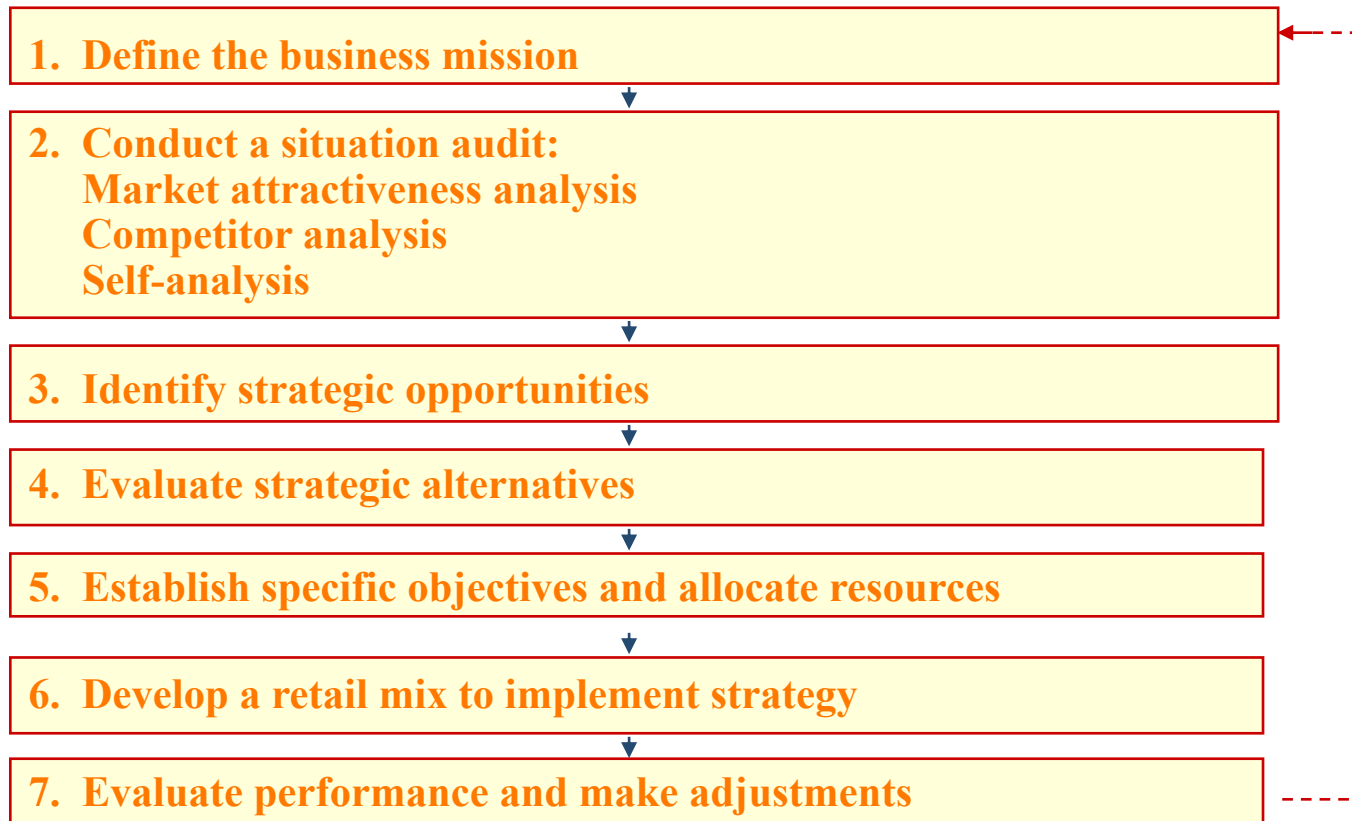 1. Define the business mission
2. Conduct a situation audit:
Market attractiveness analysis
Competitor analysis
Self-analysis
3. Identify strategic opportunities
4. Evaluate strategic alternatives
5. Establish specific objectives and allocate resources
6. Develop a retail mix to implement strategy
7. Evaluate performance and make adjustments